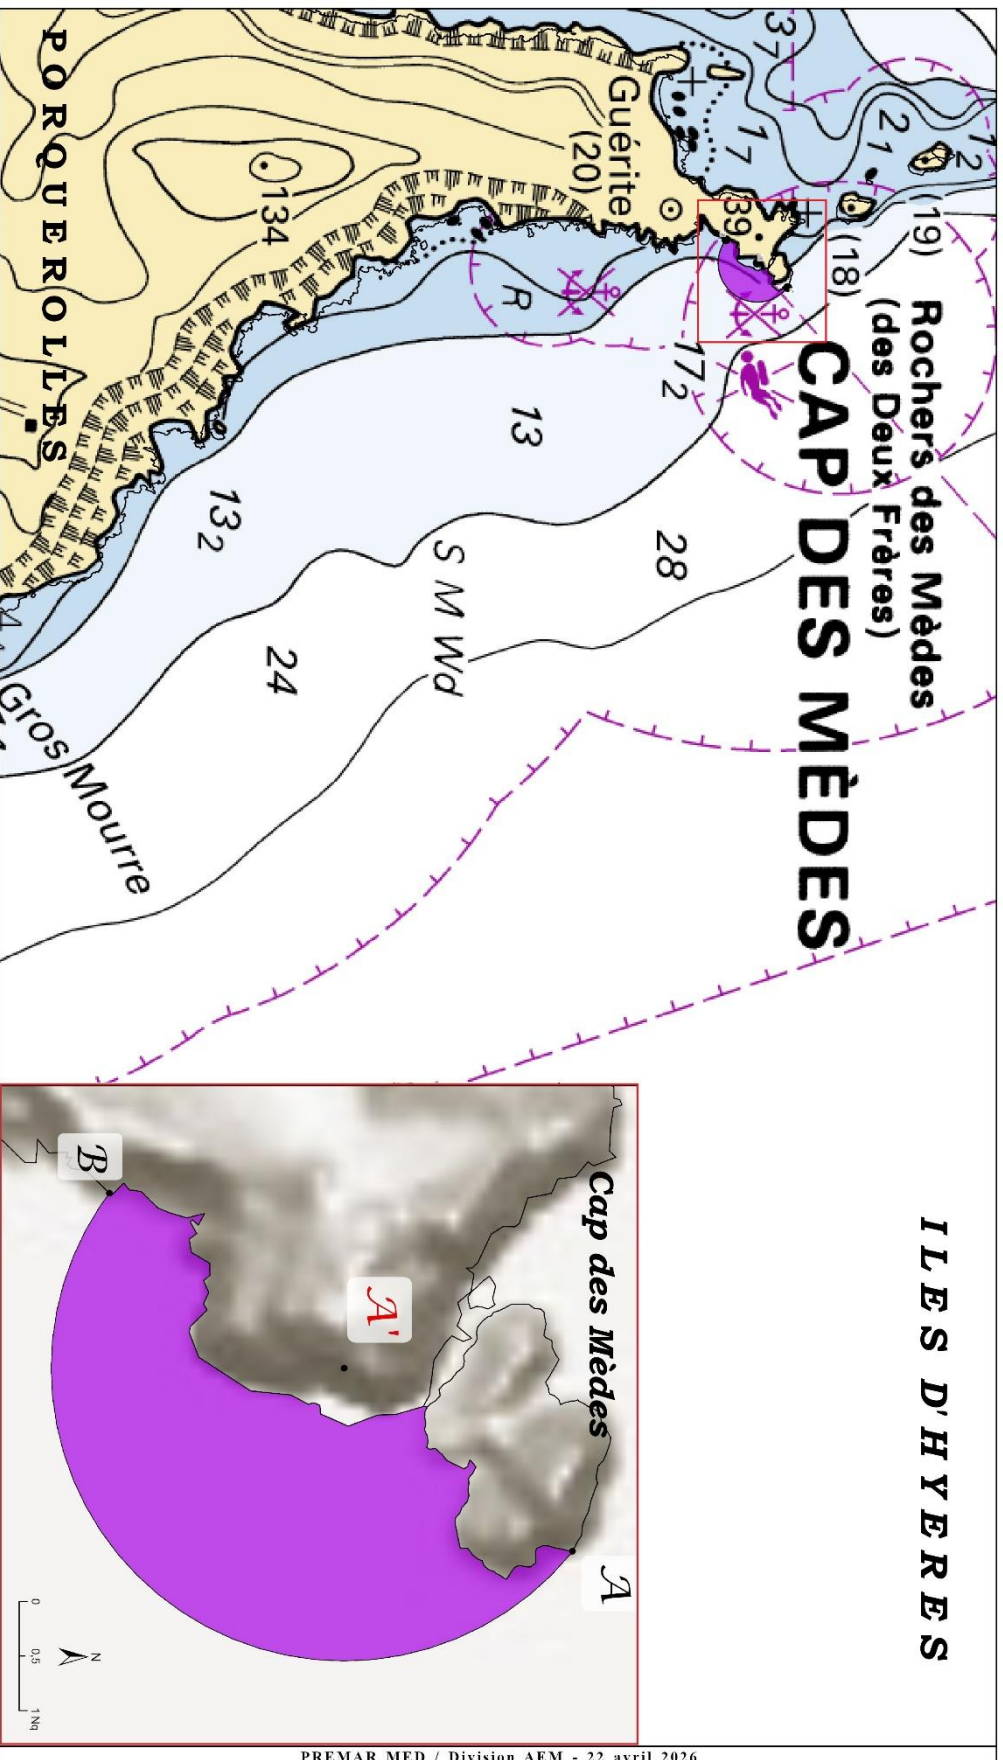 ILES D'HYERES
Rochers des Mèdes
(des Deux Frères)
CAP DES MÈDES
(19)
(18)
1₂
2₁
3₇
1₇
39
Guérite
(20)
17₂
R
134
PORQUEROLLES
13
13₂
28
S M Wd
24
Gros Mourre
Cap des Mèdes
A
A'
B
N
0
0,5
1 Nq
PREMAR MED / Division AEM - 22 avril 2026